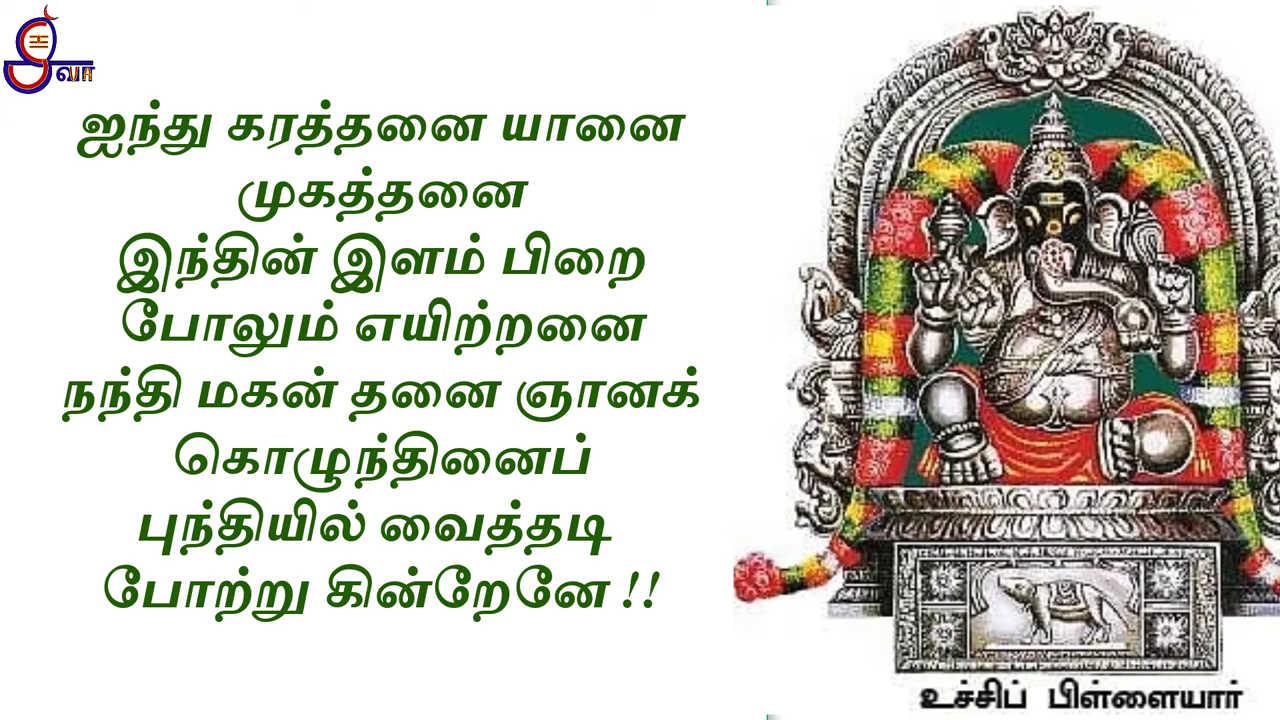 சிவா
ஐந்து கரத்தனை யானை
முகத்தனை
இந்தின் இளம் பிறை
போலும் எயிற்றனை
நந்தி மகன் தனை ஞானக்
கொழுந்தினைப்
புந்தியில் வைத்தடி
போற்று கின்றேனே !!
உச்சிப் பிள்ளையார்